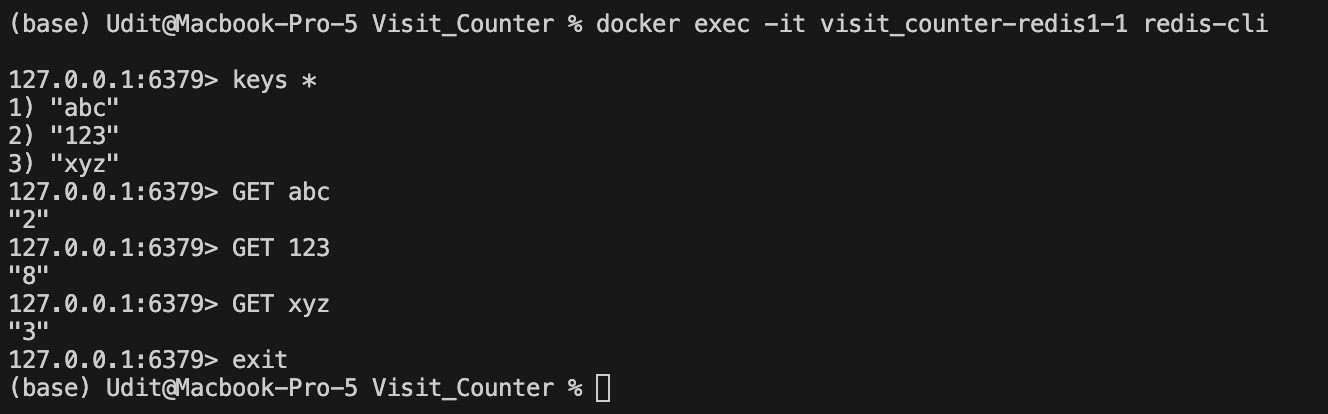 (base) Udit@Macbook-Pro-5 Visit_Counter % docker exec -it visit_counter-redis1-1 redis-cli
127.0.0.1:6379> keys *
1) "abc"
2) "123"
3) "xyz"
127.0.0.1:6379> GET abc
"2"
127.0.0.1:6379> GET 123
"8"
127.0.0.1:6379> GET xyz
"3"
127.0.0.1:6379> exit
(base) Udit@Macbook-Pro-5 Visit_Counter %